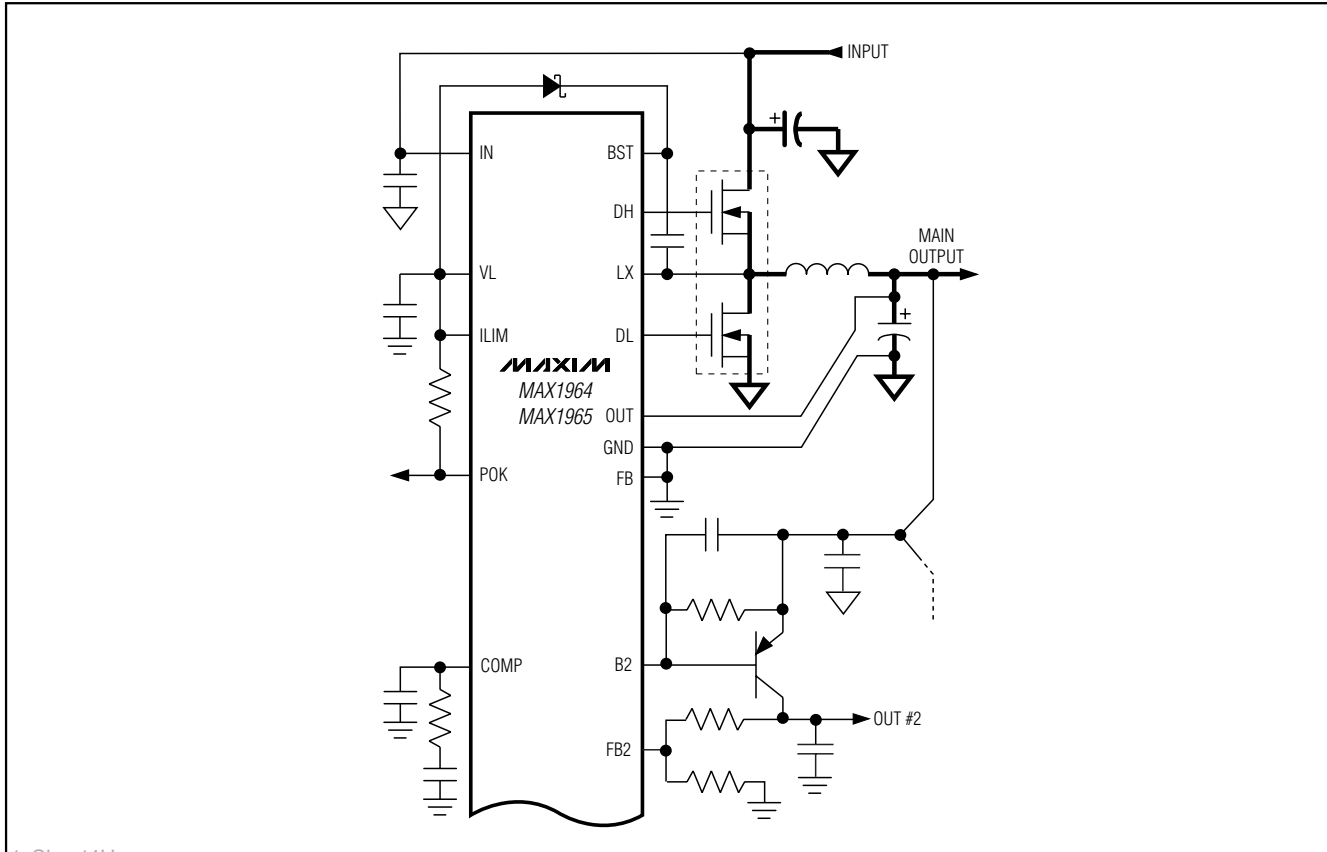 INPUT
IN
BST
DH
MAIN
OUTPUT
VL
LX
ILIM
DL
MAXIM
MAX1964
MAX1965
OUT
GND
POK
FB
COMP
B2
OUT #2
FB2
+
+